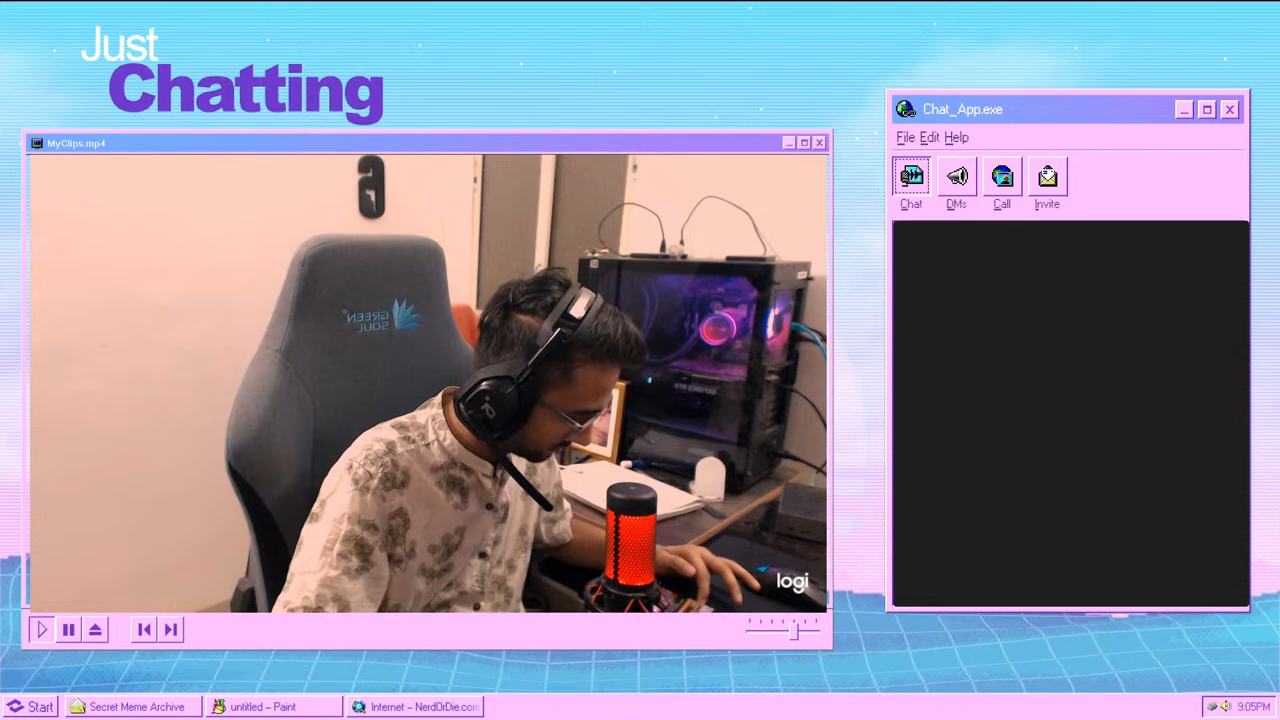 Just
Chatting
MyClips.mp4
GREEN
SOUL
logi
Chat_App.exe
File Edit Help
Chat DMs Call Invite
Start
Secret Meme Archive
untitled - Paint
Internet - NerdOrDie.com
9:05PM